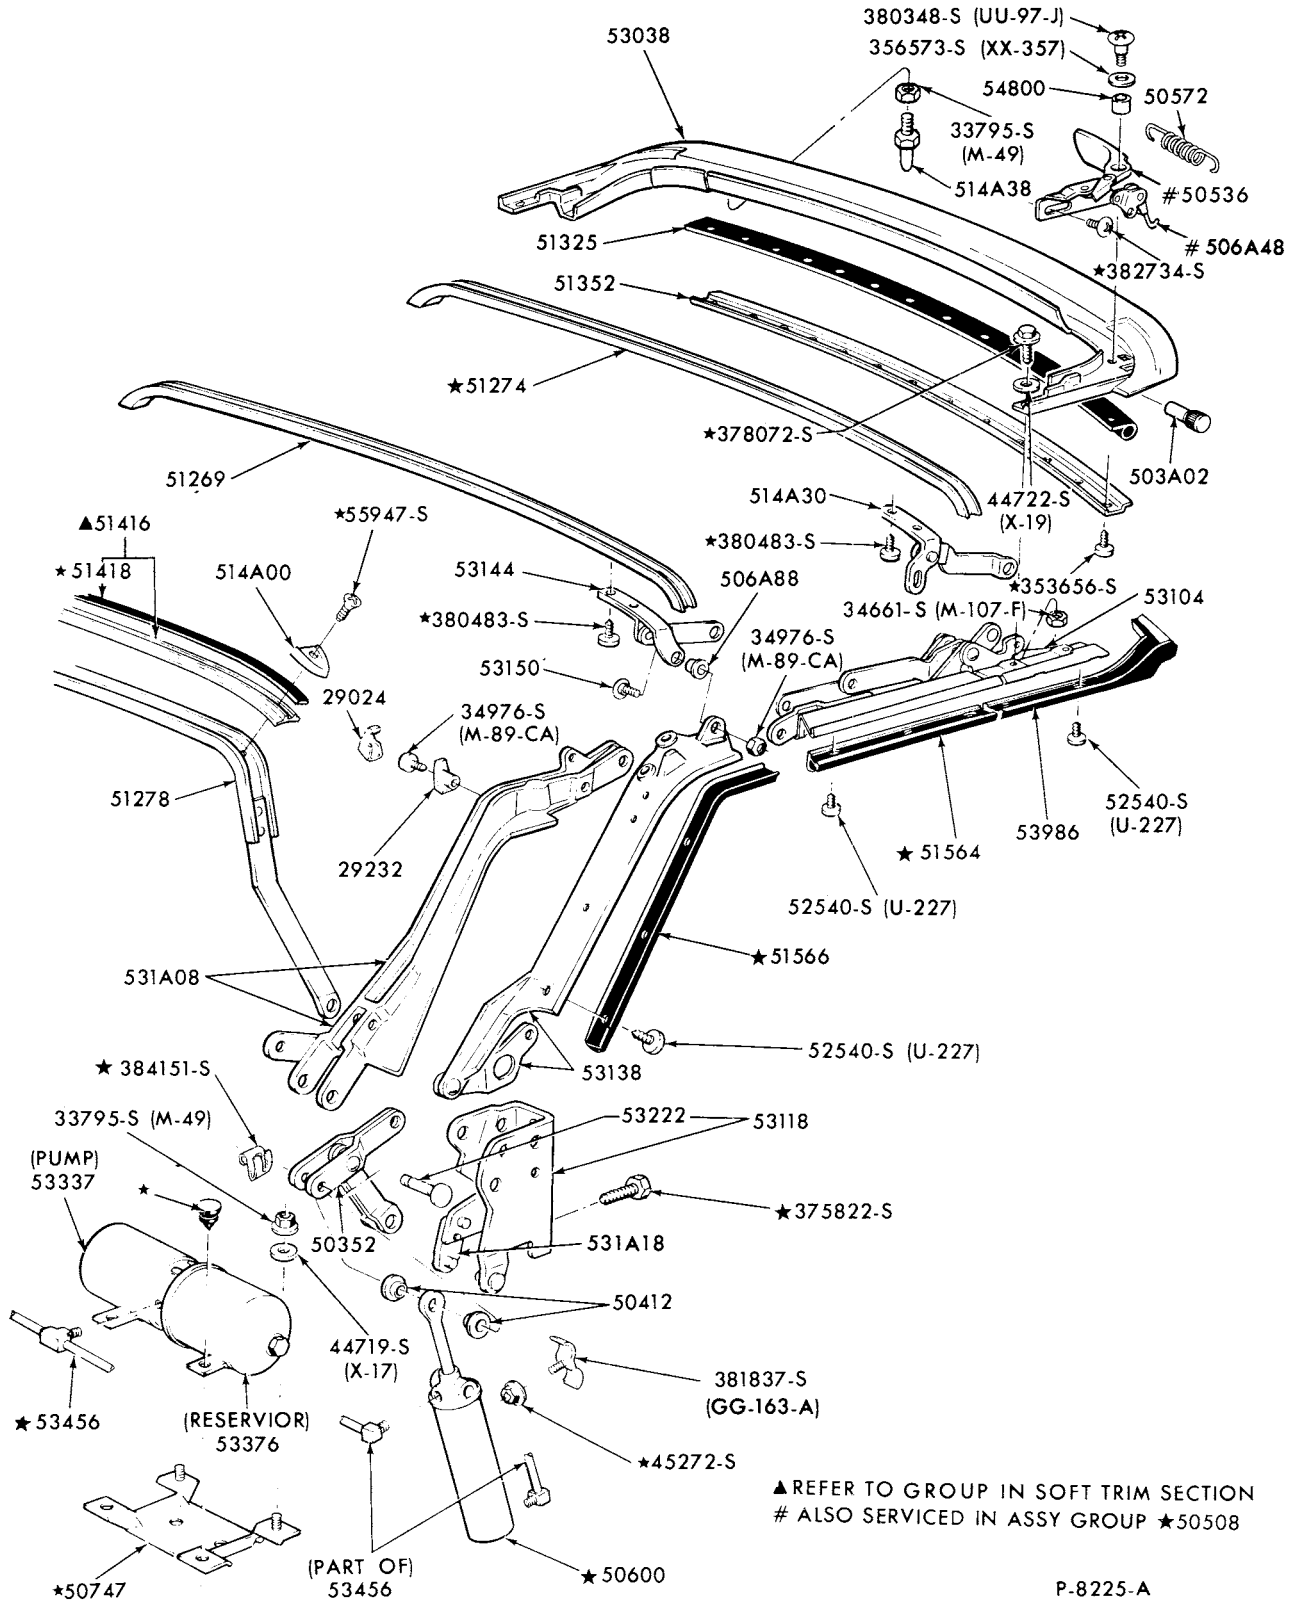 380348-S (UU-97-J)
53038
356573-S (XX-357)
54800
50572
33795-S
(M-49)
514A38
#50536
51325
# 506A48
★382734-S
51352
★51274
★378072-S
51269
503A02
514A30
44722-S
(X-19)
▲51416
★55947-S
★380483-S
★51418
514A00
53144
506A88
★353656-S
53104
★380483-S
34661-S (M-107-F)
34976-S
(M-89-CA)
53150
29024
34976-S
(M-89-CA)
51278
52540-S
(U-227)
53986
★ 51564
29232
52540-S (U-227)
★51566
531A08
52540-S (U-227)
★ 384151-S
53138
33795-S (M-49)
53222
53118
(PUMP)
53337
★
★375822-S
50352
531A18
50412
44719-S
(X-17)
381837-S
(GG-163-A)
★ 53456
(RESERVIOR)
53376
★45272-S
▲REFER TO GROUP IN SOFT TRIM SECTION
# ALSO SERVICED IN ASSY GROUP ★50508
(PART OF)
53456
★50747
★ 50600
P-8225-A